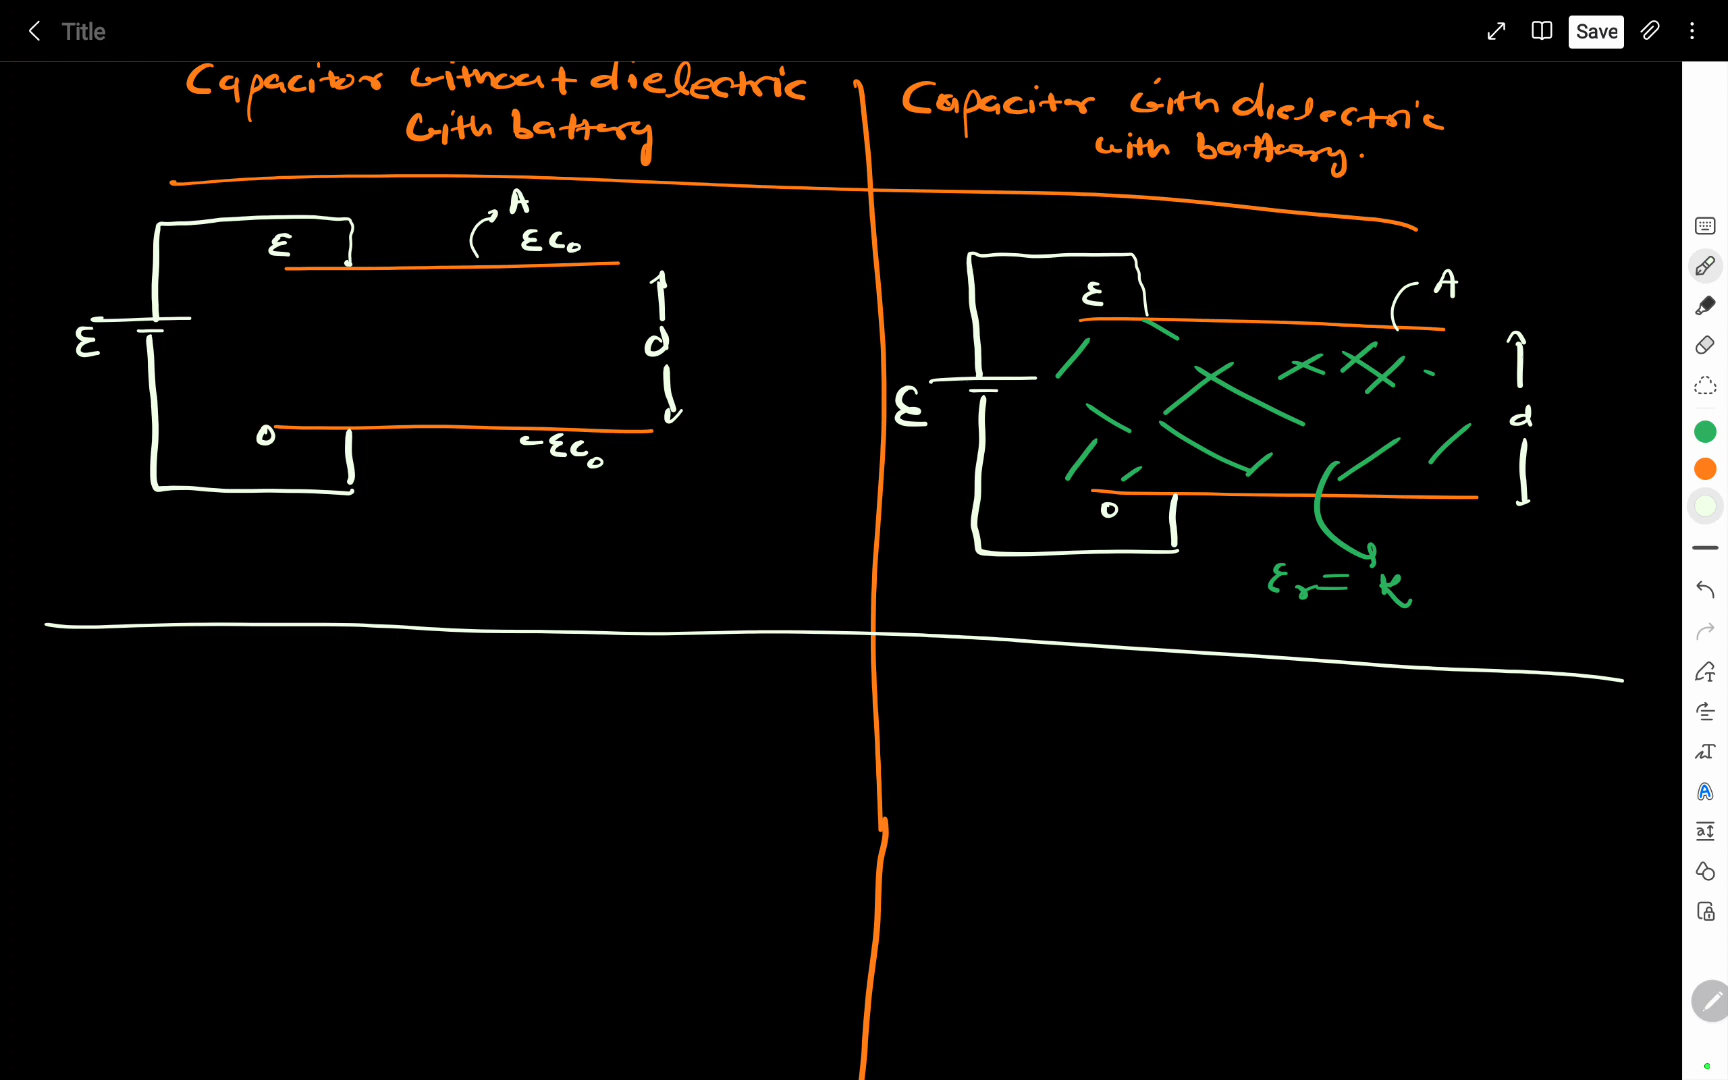 Title
Save
Capacitor without dielectric
with battery
Capacitor with dielectric
with battery.
A
ε
εC₀
ε
d
0
-εC₀
A
ε
ε
d
0
εᵣ = K